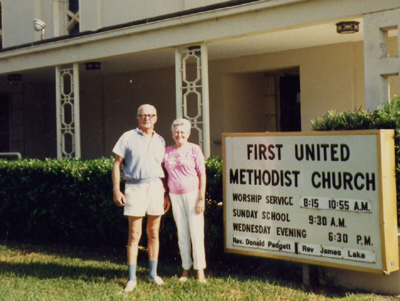 FIRST UNITED
METHODIST CHURCH
WORSHIP SERVICE 8:15 10:55 A.M.
SUNDAY SCHOOL 9:30 A.M.
WEDNESDAY EVENING 6:30 P.M.
Rev. Donald Padgett Rev. James Lake